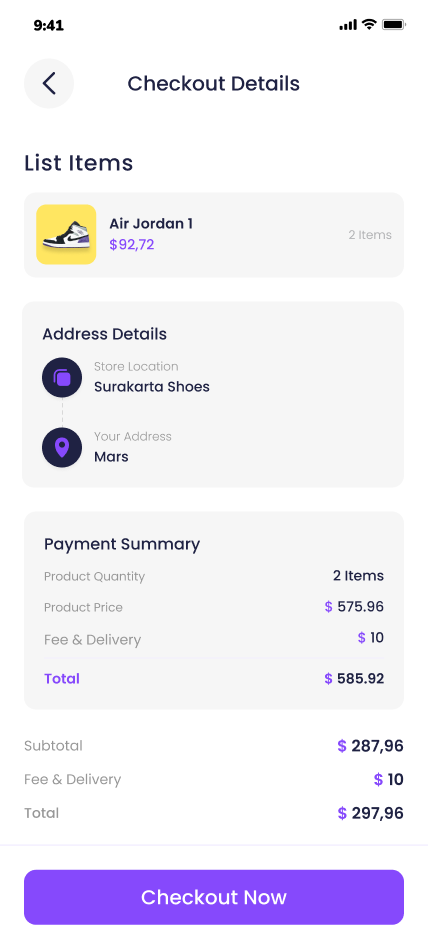 9:41
Checkout Details
List Items
Air Jordan 1
$92,72
2 Items
Address Details
Store Location
Surakarta Shoes
Your Address
Mars
Payment Summary
Product Quantity 2 Items
Product Price $ 575.96
Fee & Delivery $ 10
Total $ 585.92
Subtotal $ 287,96
Fee & Delivery $ 10
Total $ 297,96
Checkout Now